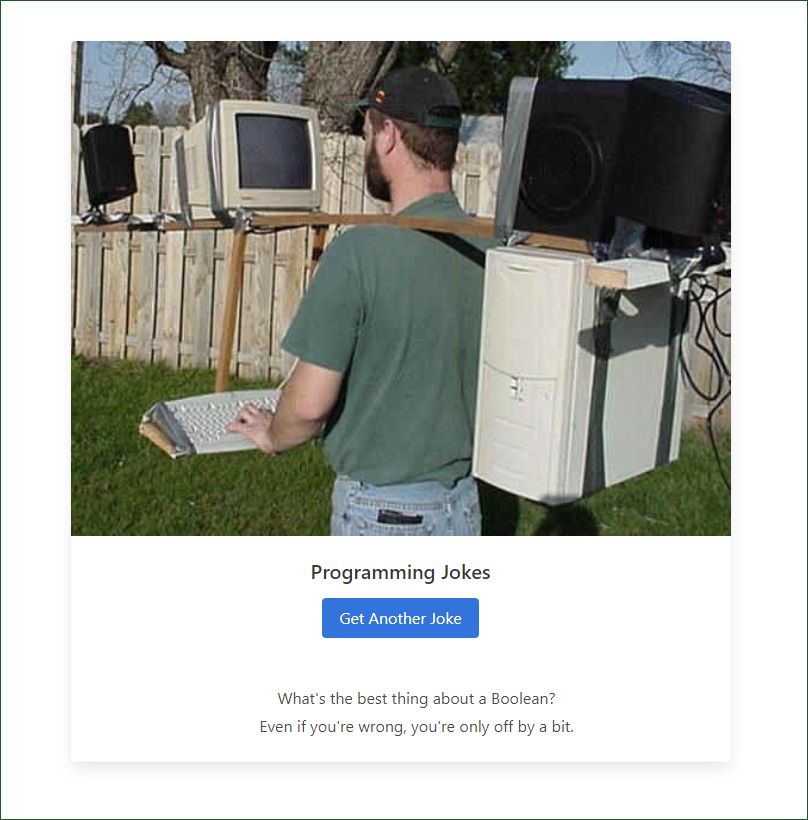 Programming Jokes
Get Another Joke
What's the best thing about a Boolean?
Even if you're wrong, you're only off by a bit.